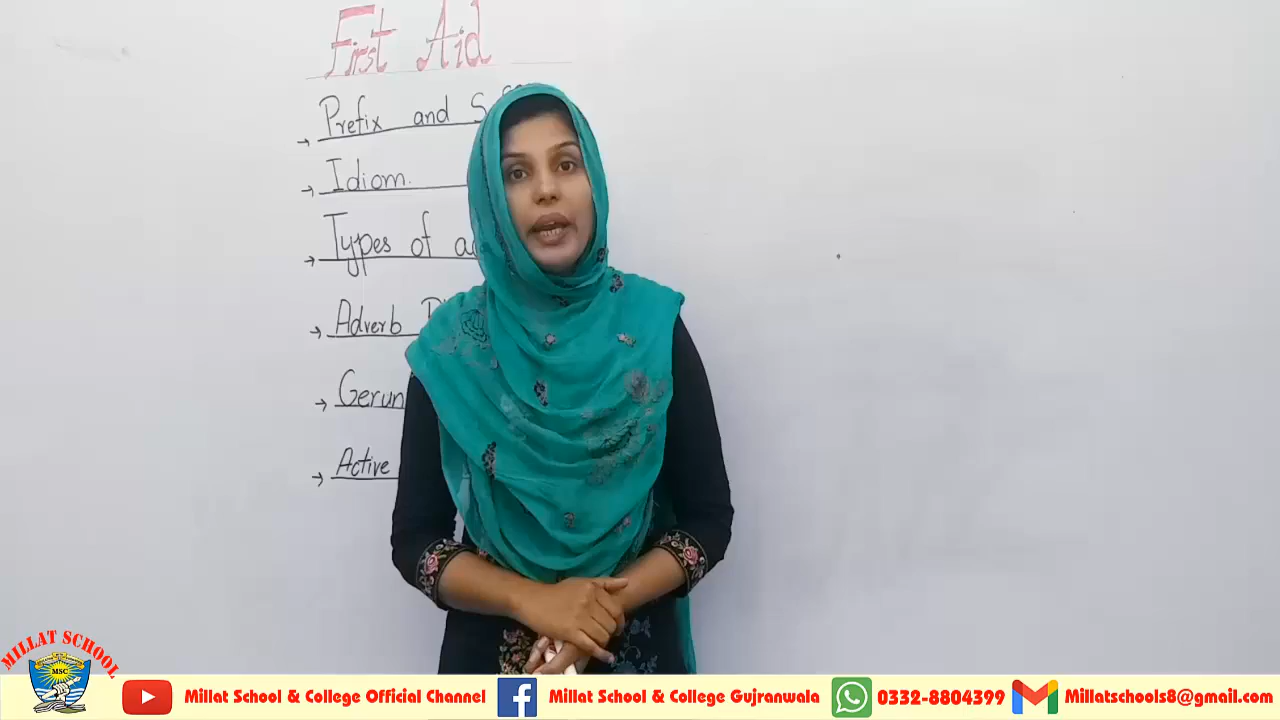 First Aid
→ Prefix and
→ Idiom.
→ Types of
→ Adverb
→
→ Active
MILLAT SCHOOL
MSC
Millat School & College Official Channel
Millat School & College Gujranwala
0332-8804399
Millatschools8@gmail.com